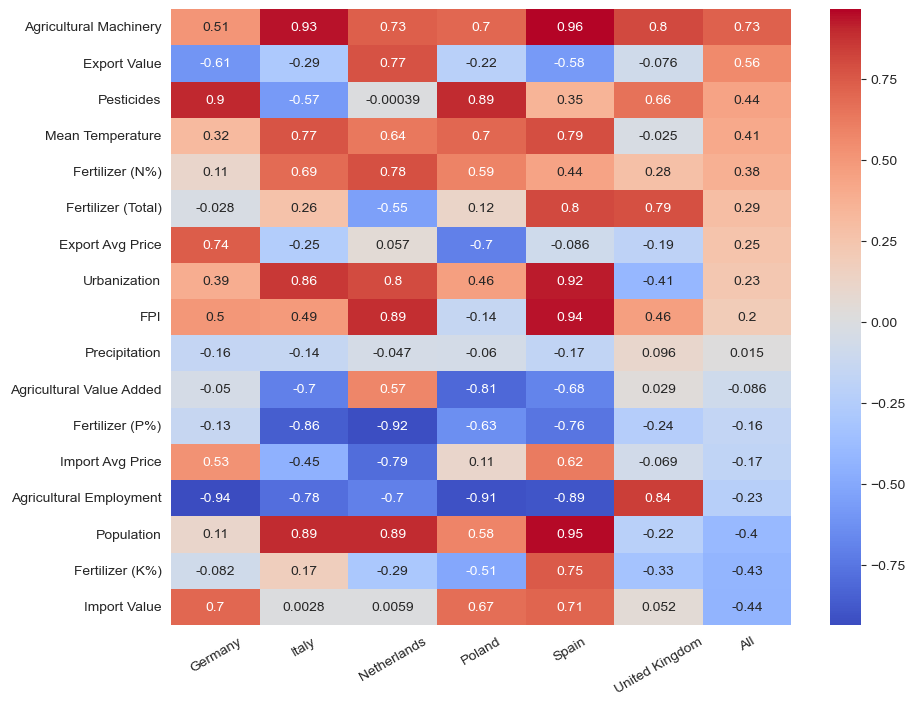 Agricultural Machinery 0.51 0.93 0.73 0.7 0.96 0.8 0.73
Export Value -0.61 -0.29 0.77 -0.22 -0.58 -0.076 0.56
Pesticides 0.9 -0.57 -0.00039 0.89 0.35 0.66 0.44
Mean Temperature 0.32 0.77 0.64 0.7 0.79 -0.025 0.41
Fertilizer (N%) 0.11 0.69 0.78 0.59 0.44 0.28 0.38
Fertilizer (Total) -0.028 0.26 -0.55 0.12 0.8 0.79 0.29
Export Avg Price 0.74 -0.25 0.057 -0.7 -0.086 -0.19 0.25
Urbanization 0.39 0.86 0.8 0.46 0.92 -0.41 0.23
FPI 0.5 0.49 0.89 -0.14 0.94 0.46 0.2
Precipitation -0.16 -0.14 -0.047 -0.06 -0.17 0.096 0.015
Agricultural Value Added -0.05 -0.7 0.57 -0.81 -0.68 0.029 -0.086
Fertilizer (P%) -0.13 -0.86 -0.92 -0.63 -0.76 -0.24 -0.16
Import Avg Price 0.53 -0.45 -0.79 0.11 0.62 -0.069 -0.17
Agricultural Employment -0.94 -0.78 -0.7 -0.91 -0.89 0.84 -0.23
Population 0.11 0.89 0.89 0.58 0.95 -0.22 -0.4
Fertilizer (K%) -0.082 0.17 -0.29 -0.51 0.75 -0.33 -0.43
Import Value 0.7 0.0028 0.0059 0.67 0.71 0.052 -0.44
Germany Italy Netherlands Poland Spain United Kingdom All
0.75
0.50
0.25
0.00
−0.25
−0.50
−0.75